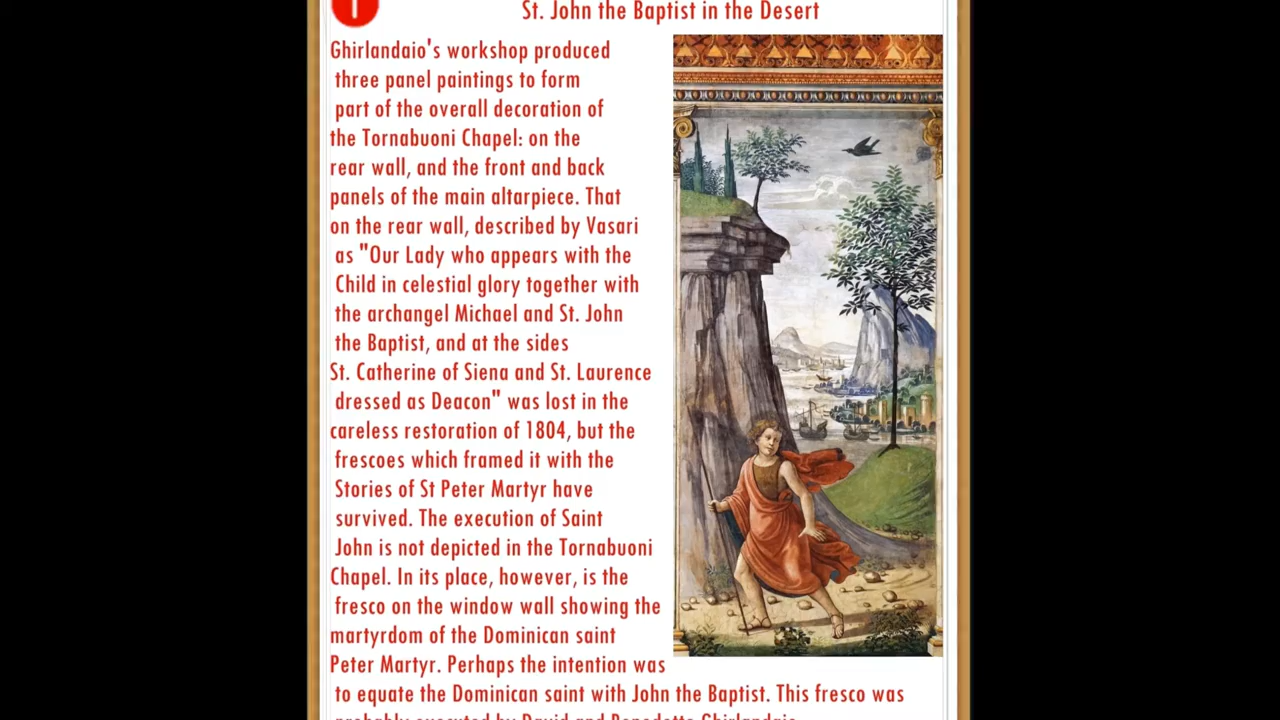 St. John the Baptist in the Desert
Ghirlandaio's workshop produced
three panel paintings to form
part of the overall decoration of
the Tornabuoni Chapel: on the
rear wall, and the front and back
panels of the main altarpiece. That
on the rear wall, described by Vasari
as "Our Lady who appears with the
Child in celestial glory together with
the archangel Michael and St. John
the Baptist, and at the sides
St. Catherine of Siena and St. Laurence
dressed as Deacon" was lost in the
careless restoration of 1804, but the
frescoes which framed it with the
Stories of St Peter Martyr have
survived. The execution of Saint
John is not depicted in the Tornabuoni
Chapel. In its place, however, is the
fresco on the window wall showing the
martyrdom of the Dominican saint
Peter Martyr. Perhaps the intention was
to equate the Dominican saint with John the Baptist. This fresco was
probably executed by David and Benedetto Ghirlandaio.